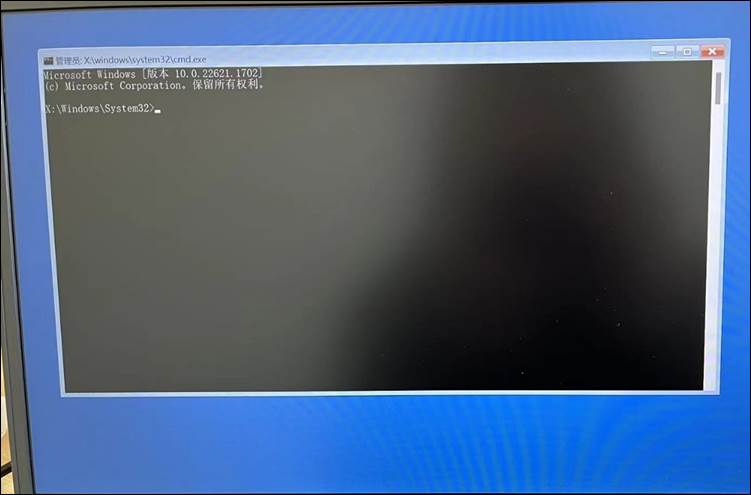 管理员: X:\windows\system32\cmd.exe
Microsoft Windows [版本 10.0.22621.1702]
(c) Microsoft Corporation。保留所有权利。
X:\Windows\System32>